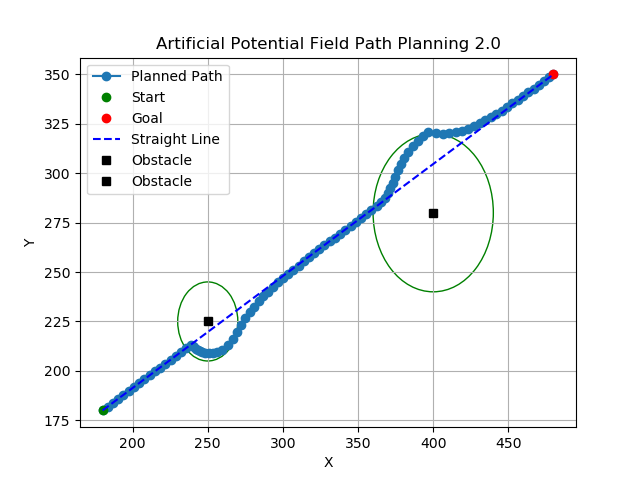 Artificial Potential Field Path Planning 2.0
350
325
300
275
250
225
200
175
Y
Planned Path
Start
Goal
Straight Line
Obstacle
Obstacle
200 250 300 350 400 450
X